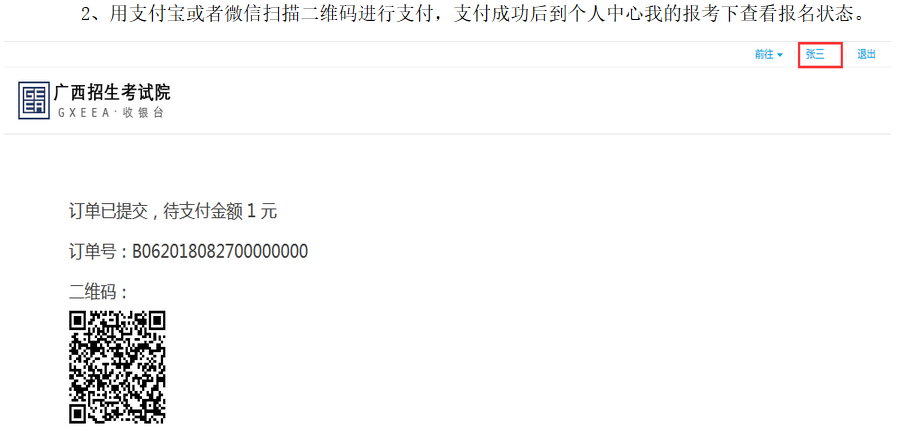 2、用支付宝或者微信扫描二维码进行支付，支付成功后到个人中心我的报考下查看报名状态。
前往 张三 退出
广西招生考试院
GXEEA·收银台
订单已提交，待支付金额 1 元
订单号：B062018082700000000
二维码：